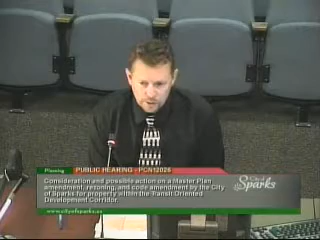 Planning PUBLIC HEARING - PCN12026
Consideration and possible action on a Master Plan
amendment, rezoning, and code amendment by the City
of Sparks for property within the Transit Oriented
Development Corridor.
City of
Sparks
www.cityofsparks.us